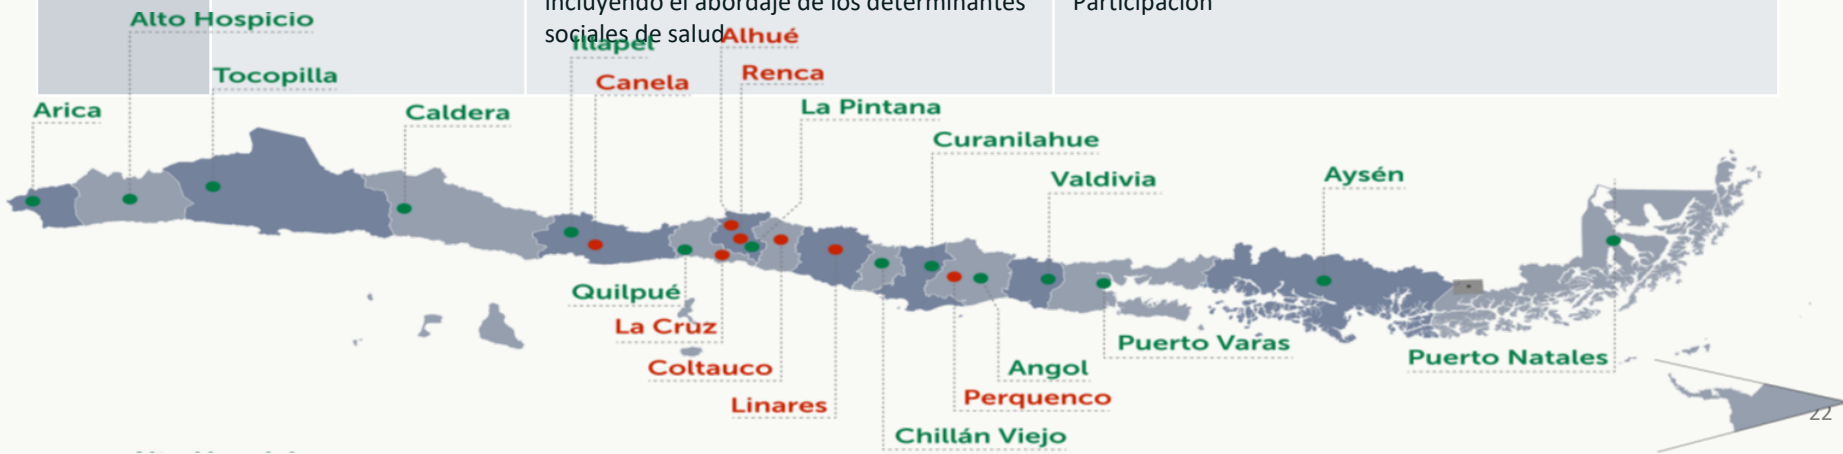 incluyendo el abordaje de los determinantes
sociales de salud
Participación
Alto Hospicio
Illapel
Alhué
Tocopilla
Canela
Renca
Arica
Caldera
La Pintana
Curanilahue
Valdivia
Aysén
Quilpué
La Cruz
Coltauco
Linares
Chillán Viejo
Perquenco
Angol
Puerto Varas
Puerto Natales
22